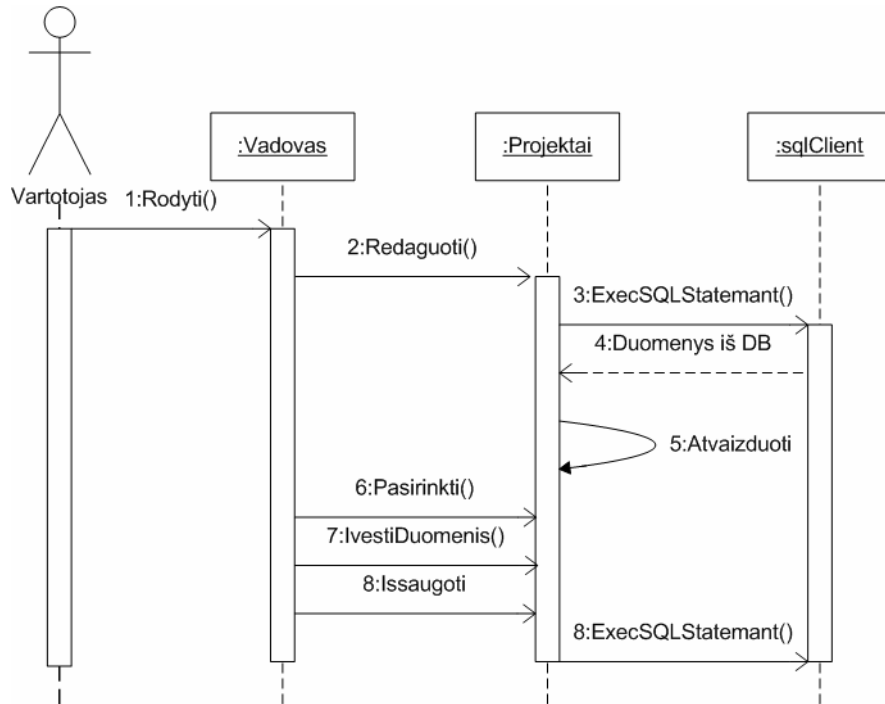 :Vadovas
:Projektai
:sqlClient
Vartotojas
1:Rodyti()
2:Redaguoti()
3:ExecSQLStatemant()
4:Duomenys iš DB
5:Atvaizduoti
6:Pasirinkti()
7:IvestiDuomenis()
8:Issaugoti
8:ExecSQLStatemant()